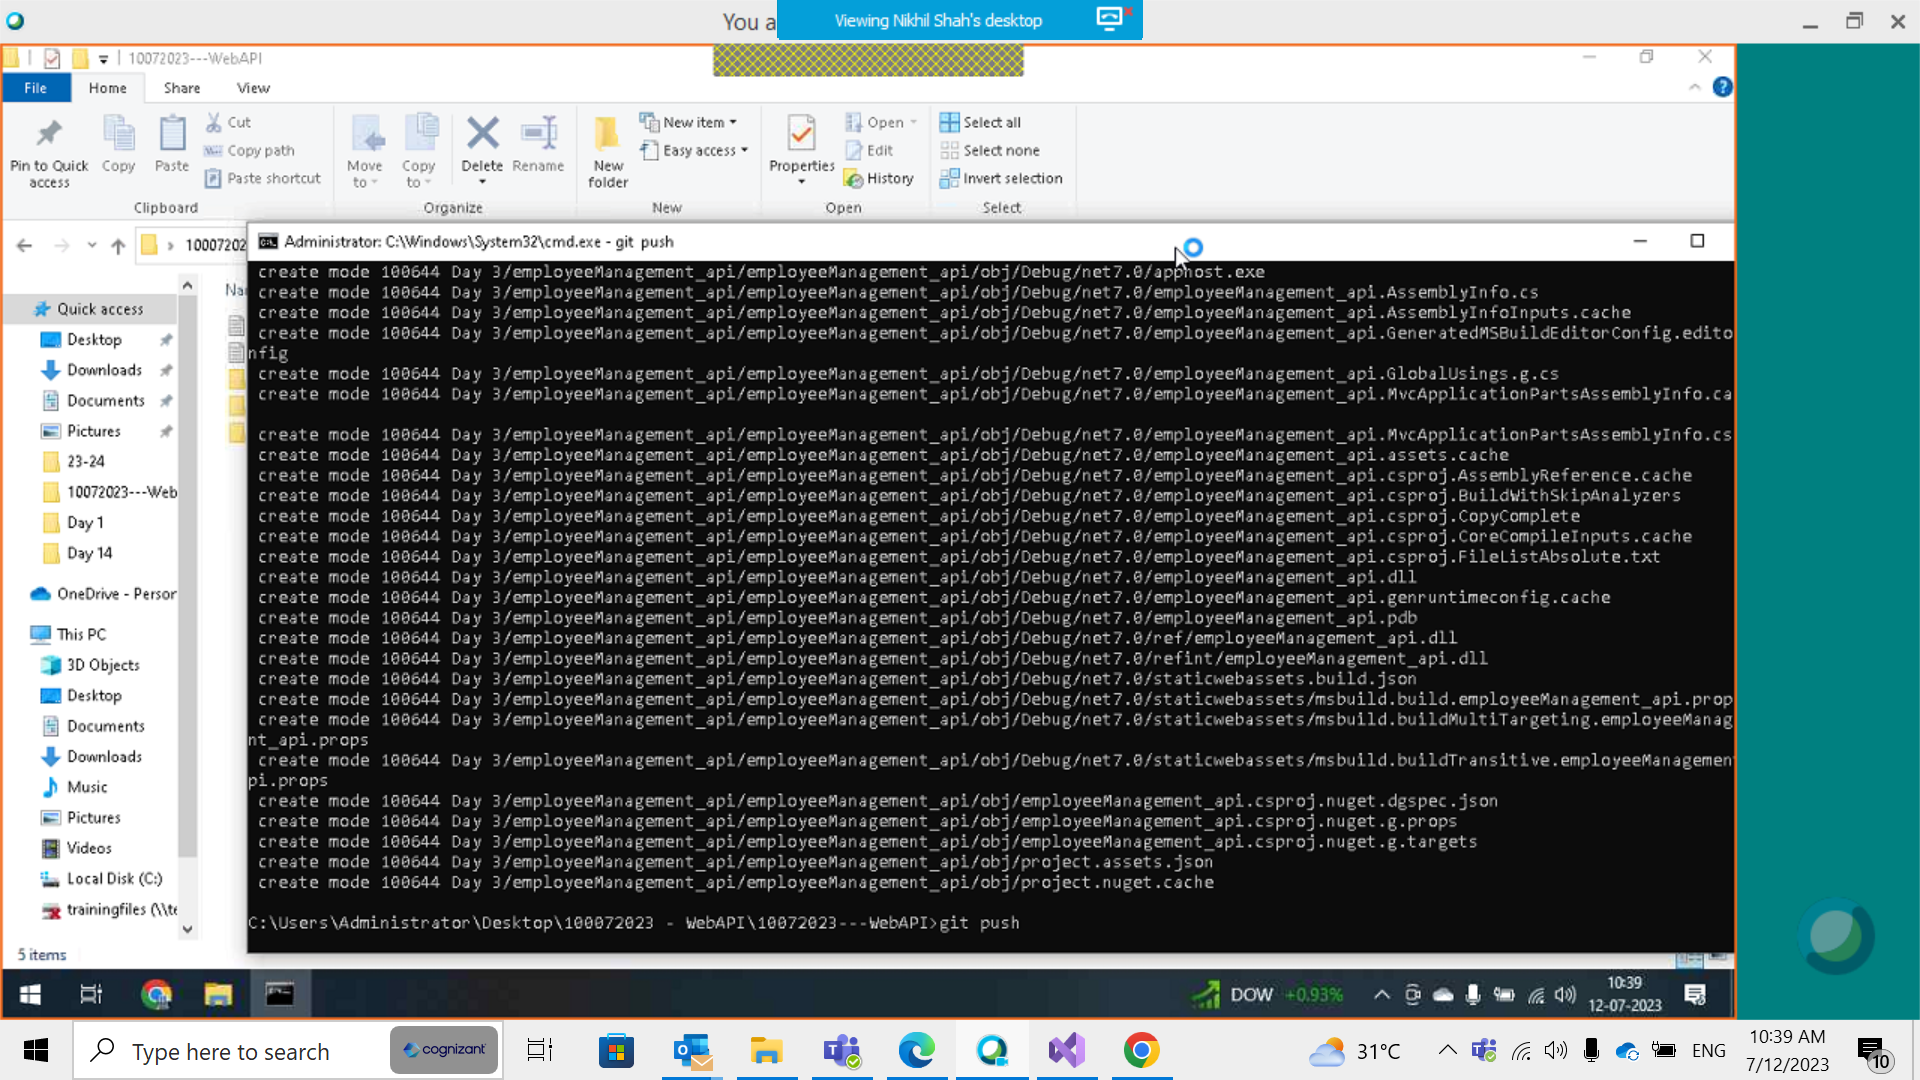 You a
Viewing Nikhil Shah's desktop
10072023---WebAPI
File
Home
Share
View
Pin to Quick access
Copy
Paste
Cut
Copy path
Paste shortcut
Clipboard
Move to
Copy to
Delete
Rename
Organize
New folder
New item
Easy access
New
Properties
Open
Edit
History
Open
Select all
Select none
Invert selection
Select
10007202
Administrator: C:\Windows\System32\cmd.exe - git  push
Na
Quick access
Desktop
Downloads
Documents
Pictures
23-24
10072023---Web
Day 1
Day 14
OneDrive - Persor
This PC
3D Objects
Desktop
Documents
Downloads
Music
Pictures
Videos
Local Disk (C:)
trainingfiles (\\te
5 items
create mode 100644 Day 3/employeeManagement_api/employeeManagement_api/obj/Debug/net7.0/apphost.exe
create mode 100644 Day 3/employeeManagement_api/employeeManagement_api/obj/Debug/net7.0/employeeManagement_api.AssemblyInfo.cs
create mode 100644 Day 3/employeeManagement_api/employeeManagement_api/obj/Debug/net7.0/employeeManagement_api.AssemblyInfoInputs.cache
create mode 100644 Day 3/employeeManagement_api/employeeManagement_api/obj/Debug/net7.0/employeeManagement_api.GeneratedMSBuildEditorConfig.edito
nfig
create mode 100644 Day 3/employeeManagement_api/employeeManagement_api/obj/Debug/net7.0/employeeManagement_api.GlobalUsings.g.cs
create mode 100644 Day 3/employeeManagement_api/employeeManagement_api/obj/Debug/net7.0/employeeManagement_api.MvcApplicationPartsAssemblyInfo.ca
create mode 100644 Day 3/employeeManagement_api/employeeManagement_api/obj/Debug/net7.0/employeeManagement_api.MvcApplicationPartsAssemblyInfo.cs
create mode 100644 Day 3/employeeManagement_api/employeeManagement_api/obj/Debug/net7.0/employeeManagement_api.assets.cache
create mode 100644 Day 3/employeeManagement_api/employeeManagement_api/obj/Debug/net7.0/employeeManagement_api.csproj.AssemblyReference.cache
create mode 100644 Day 3/employeeManagement_api/employeeManagement_api/obj/Debug/net7.0/employeeManagement_api.csproj.BuildWithSkipAnalyzers
create mode 100644 Day 3/employeeManagement_api/employeeManagement_api/obj/Debug/net7.0/employeeManagement_api.csproj.CopyComplete
create mode 100644 Day 3/employeeManagement_api/employeeManagement_api/obj/Debug/net7.0/employeeManagement_api.csproj.CoreCompileInputs.cache
create mode 100644 Day 3/employeeManagement_api/employeeManagement_api/obj/Debug/net7.0/employeeManagement_api.csproj.FileListAbsolute.txt
create mode 100644 Day 3/employeeManagement_api/employeeManagement_api/obj/Debug/net7.0/employeeManagement_api.dll
create mode 100644 Day 3/employeeManagement_api/employeeManagement_api/obj/Debug/net7.0/employeeManagement_api.genruntimeconfig.cache
create mode 100644 Day 3/employeeManagement_api/employeeManagement_api/obj/Debug/net7.0/employeeManagement_api.pdb
create mode 100644 Day 3/employeeManagement_api/employeeManagement_api/obj/Debug/net7.0/ref/employeeManagement_api.dll
create mode 100644 Day 3/employeeManagement_api/employeeManagement_api/obj/Debug/net7.0/refint/employeeManagement_api.dll
create mode 100644 Day 3/employeeManagement_api/employeeManagement_api/obj/Debug/net7.0/staticwebassets.build.json
create mode 100644 Day 3/employeeManagement_api/employeeManagement_api/obj/Debug/net7.0/staticwebassets/msbuild.build.employeeManagement_api.prop
create mode 100644 Day 3/employeeManagement_api/employeeManagement_api/obj/Debug/net7.0/staticwebassets/msbuild.buildMultiTargeting.employeeManag
nt_api.props
create mode 100644 Day 3/employeeManagement_api/employeeManagement_api/obj/Debug/net7.0/staticwebassets/msbuild.buildTransitive.employeeManagemen
pi.props
create mode 100644 Day 3/employeeManagement_api/employeeManagement_api/obj/employeeManagement_api.csproj.nuget.dgspec.json
create mode 100644 Day 3/employeeManagement_api/employeeManagement_api/obj/employeeManagement_api.csproj.nuget.g.props
create mode 100644 Day 3/employeeManagement_api/employeeManagement_api/obj/employeeManagement_api.csproj.nuget.g.targets
create mode 100644 Day 3/employeeManagement_api/employeeManagement_api/obj/project.assets.json
create mode 100644 Day 3/employeeManagement_api/employeeManagement_api/obj/project.nuget.cache
C:\Users\Administrator\Desktop\100072023 - WebAPI\10072023---WebAPI>git push
DOW +0.93%
10:39
12-07-2023
Type here to search
cognizant
31°C
ENG
10:39 AM
7/12/2023
10